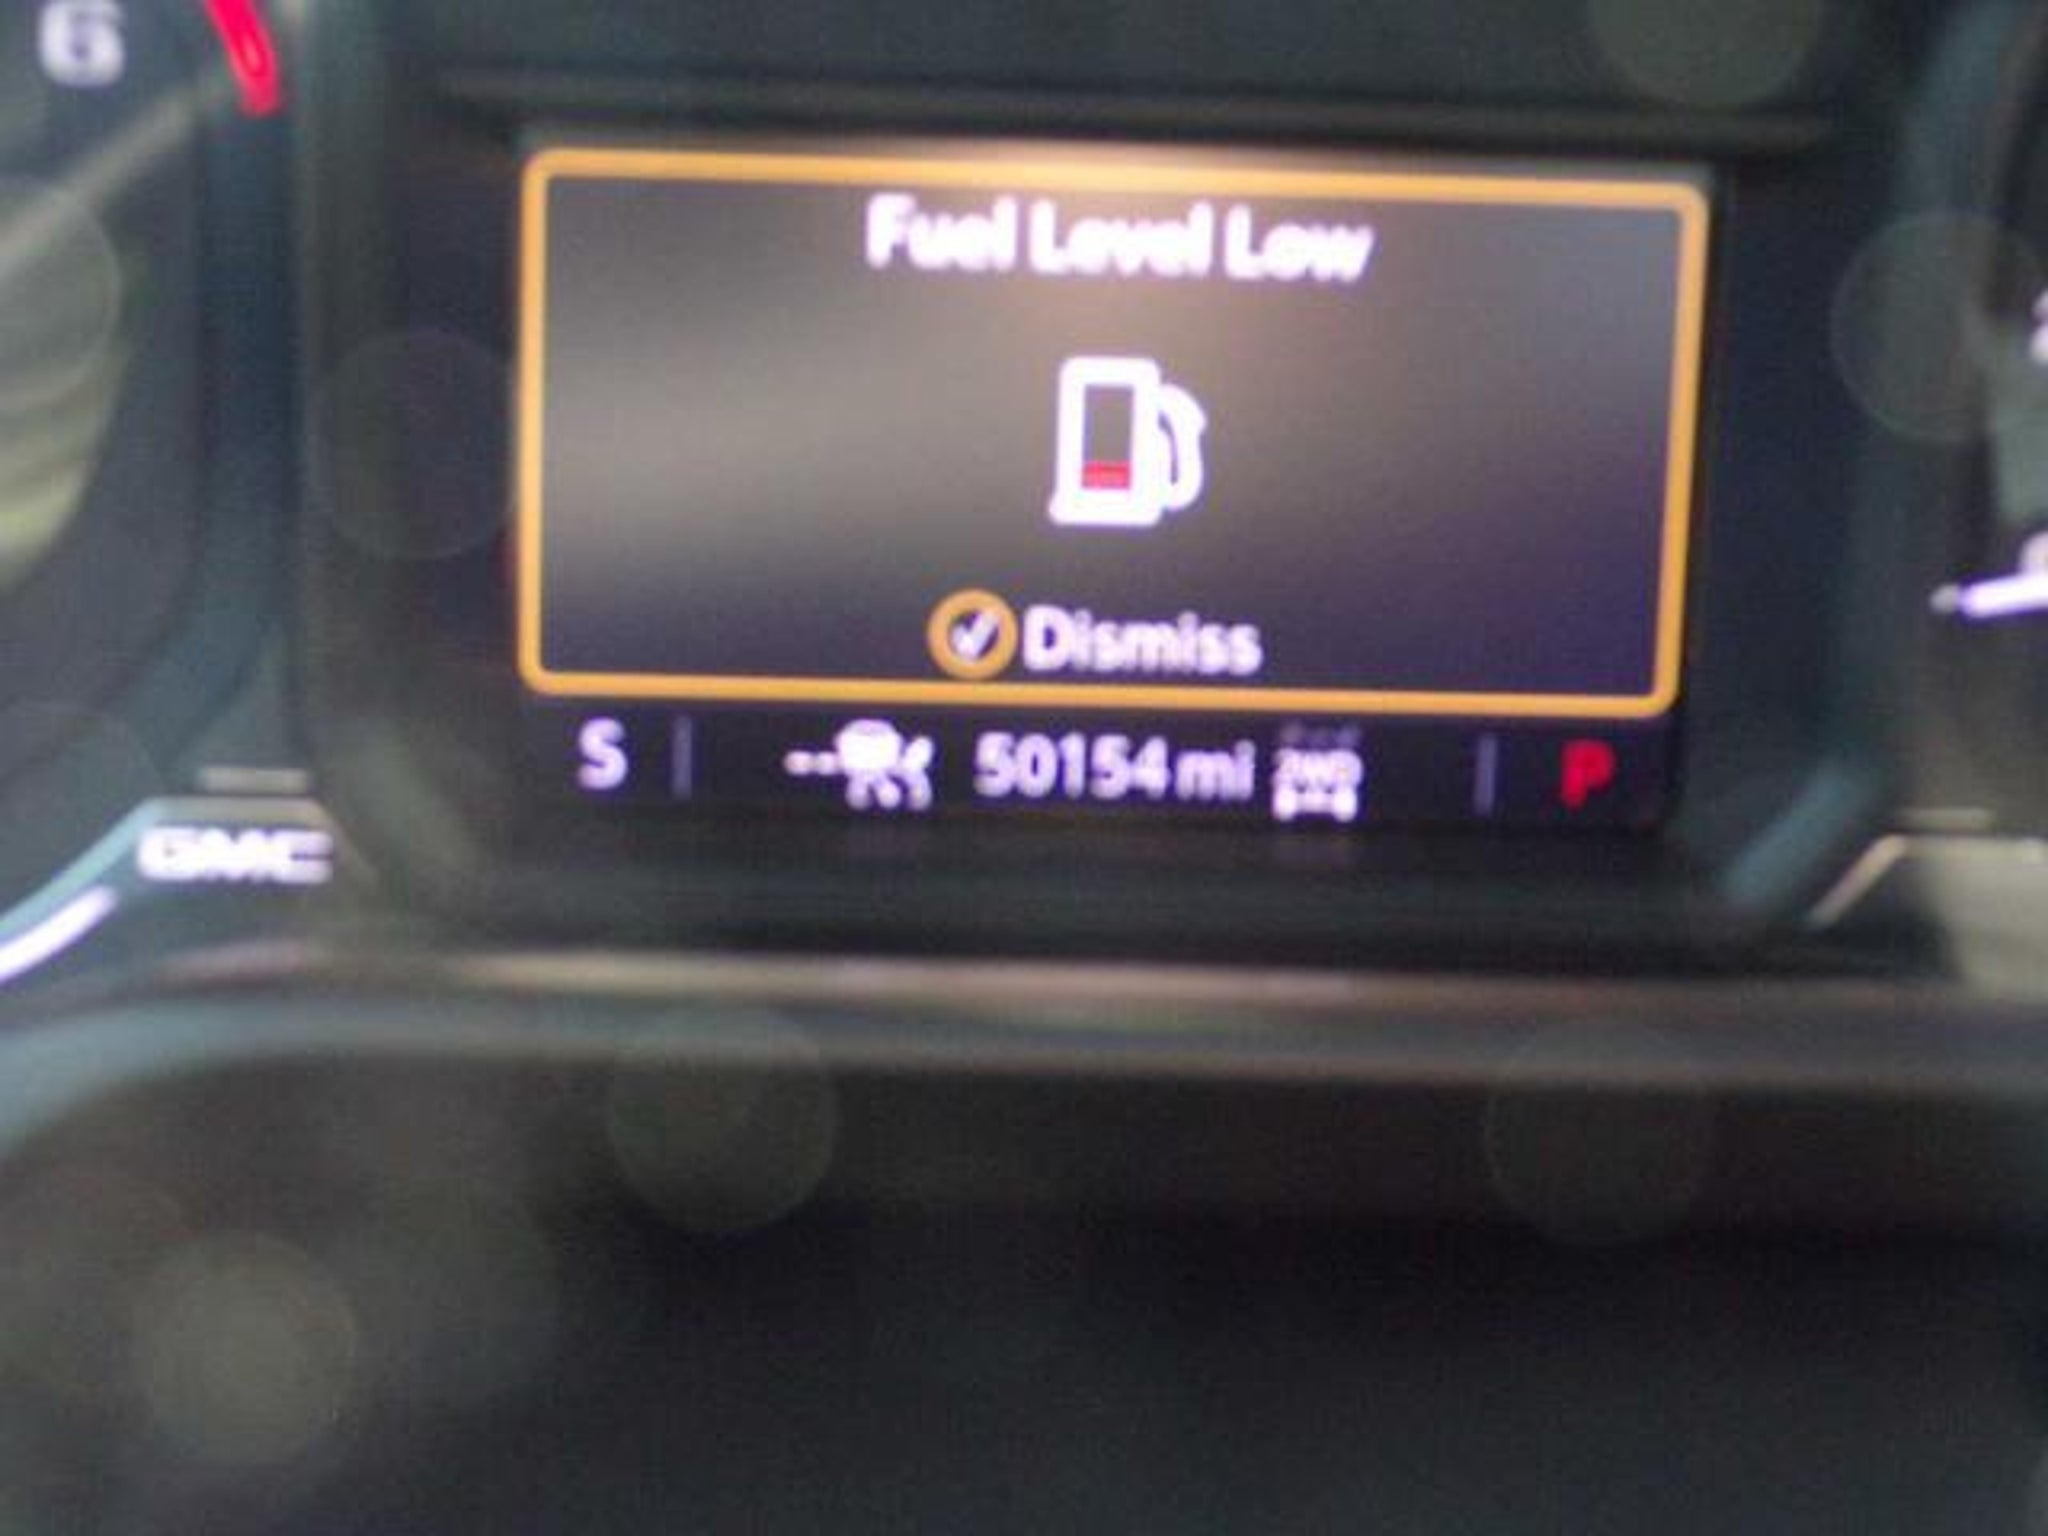 6
Fuel Level Low
Dismiss
S 50154 mi 2WD P
GMC